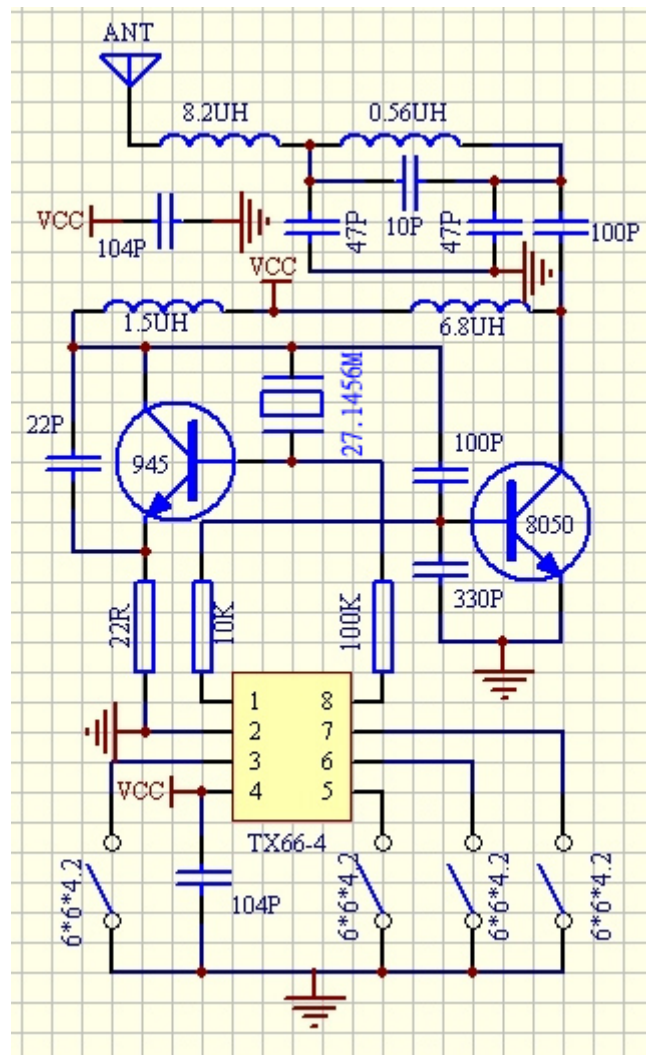 ANT
8.2UH
0.56UH
VCC
104P
47P
10P
47P
100P
VCC
1.5UH
6.8UH
22P
945
27.1456M
100P
8050
330P
22R
10K
100K
1
8
2
7
3
6
VCC
4
5
TX66-4
6*6*4.2
104P
6*6*4.2
6*6*4.2
6*6*4.2